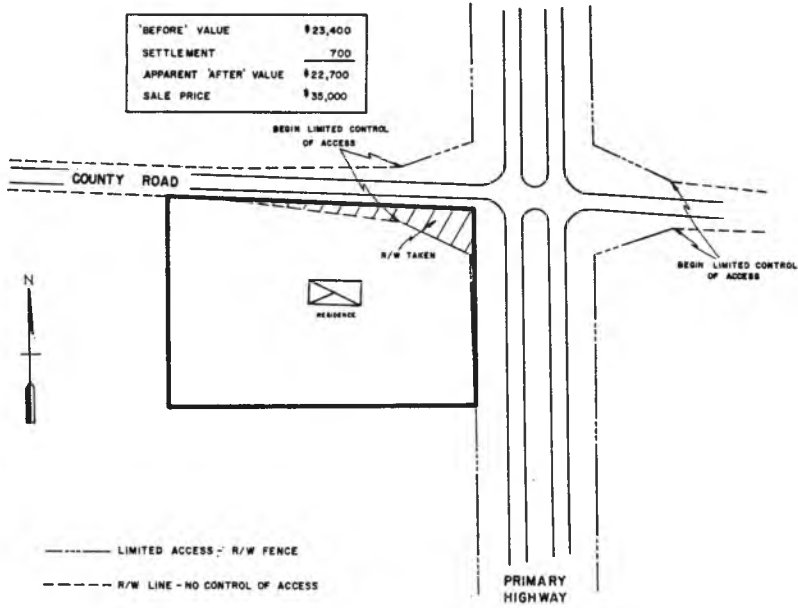 'BEFORE' VALUE $23,400
SETTLEMENT 700
APPARENT 'AFTER' VALUE $22,700
SALE PRICE $35,000
BEGIN LIMITED CONTROL
OF ACCESS
COUNTY ROAD
R/W TAKEN
BEGIN LIMITED CONTROL
OF ACCESS
N
RESIDENCE
LIMITED ACCESS - R/W FENCE
R/W LINE - NO CONTROL OF ACCESS
PRIMARY
HIGHWAY